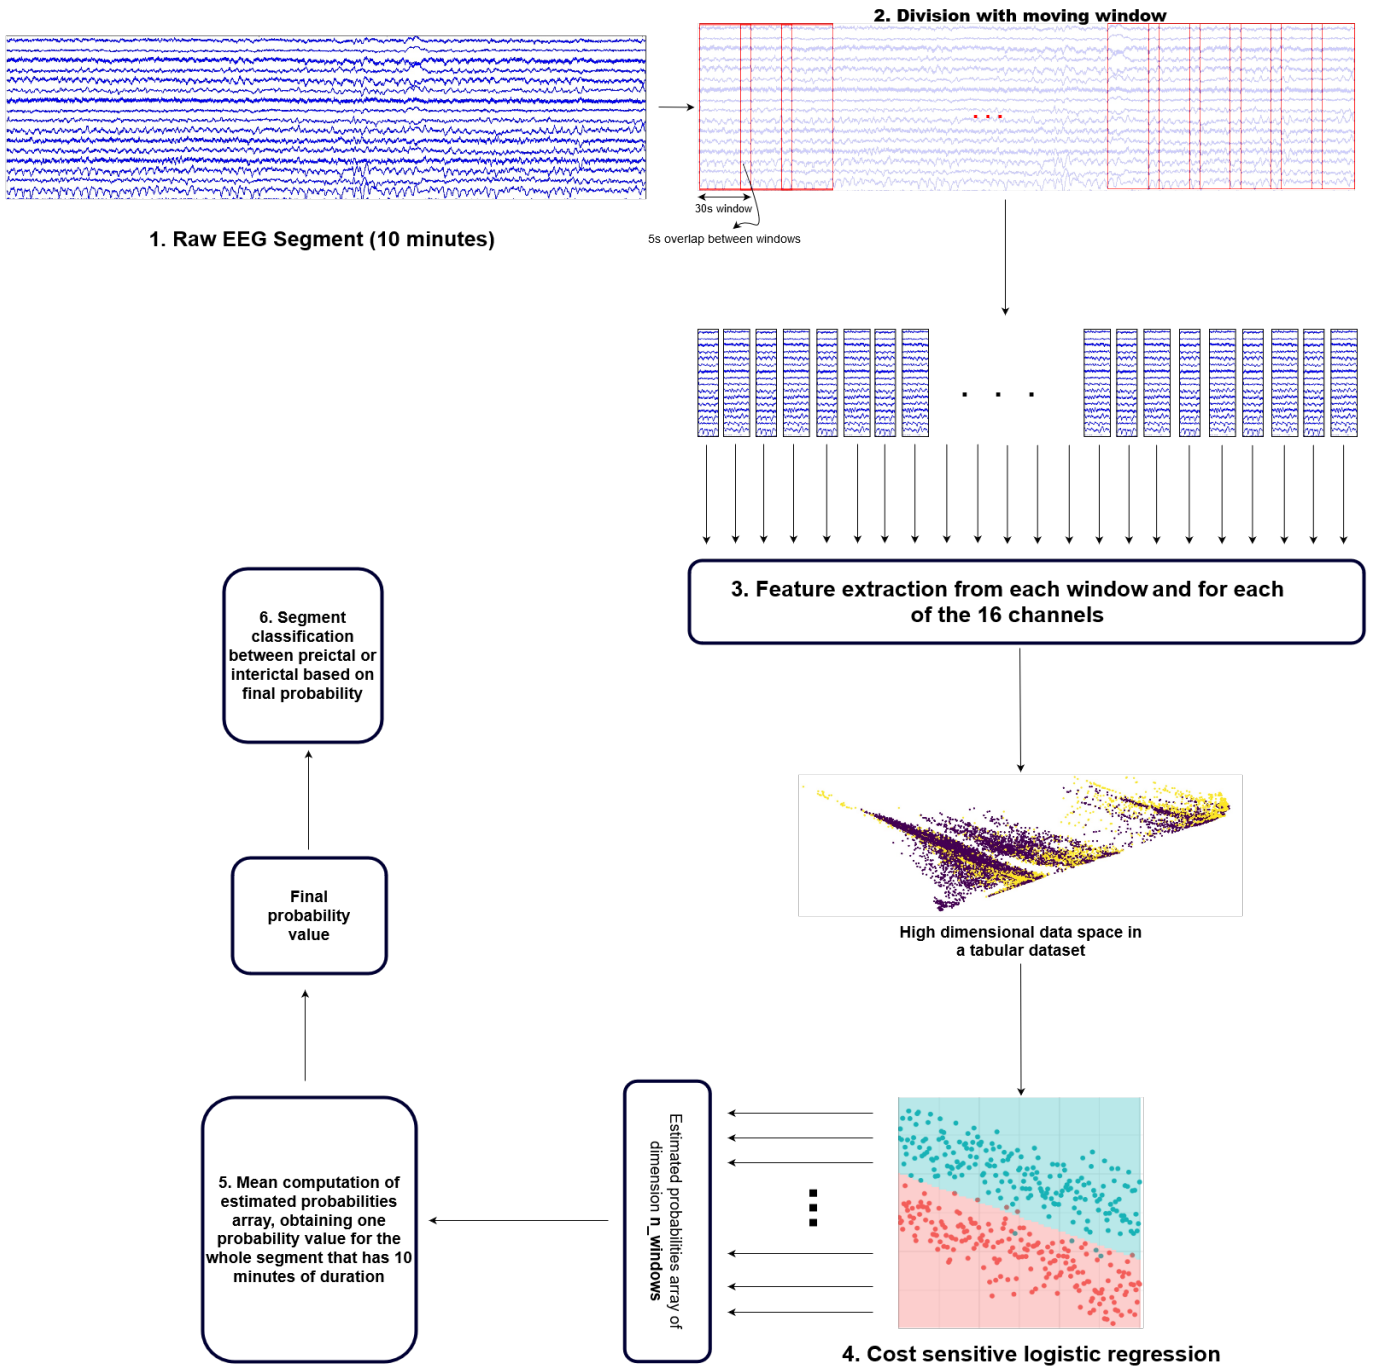 2. Division with moving window
30s window
5s overlap between windows
1. Raw EEG Segment (10 minutes)
3. Feature extraction from each window and for each
of the 16 channels
High dimensional data space in
a tabular dataset
4. Cost sensitive logistic regression
Estimated probabilities array of
dimension n_windows
5. Mean computation of
estimated probabilities
array, obtaining one
probability value for the
whole segment that has 10
minutes of duration
Final
probability
value
6. Segment
classification
between preictal or
interictal based on
final probability